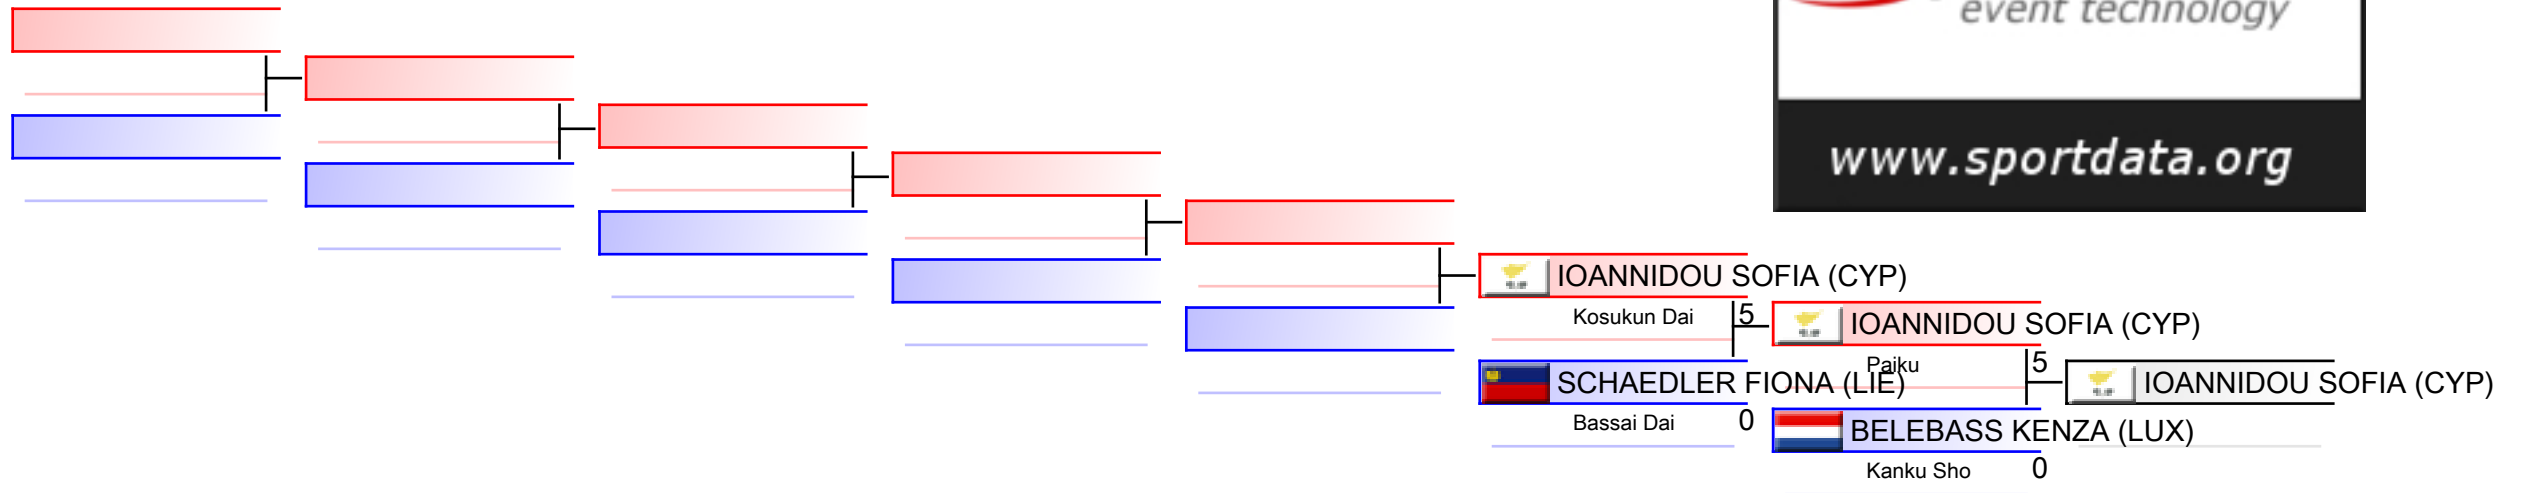 event technology
www.sportdata.org
IOANNIDOU SOFIA (CYP)
Kosukun Dai
5
IOANNIDOU SOFIA (CYP)
Paiku
5
SCHAEDLER FIONA (LIE)
IOANNIDOU SOFIA (CYP)
Bassai Dai
0
BELEBASS KENZA (LUX)
Kanku Sho
0